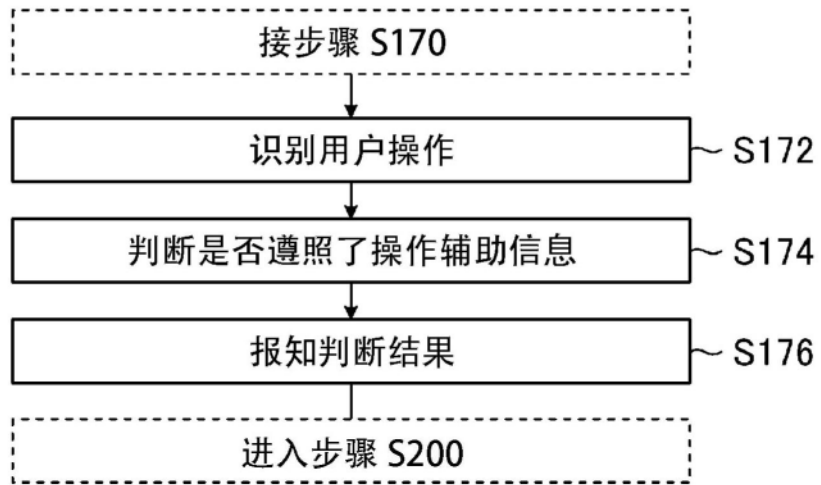 接步骤 S170
识别用户操作
S172
判断是否遵照了操作辅助信息
S174
报知判断结果
S176
进入步骤 S200